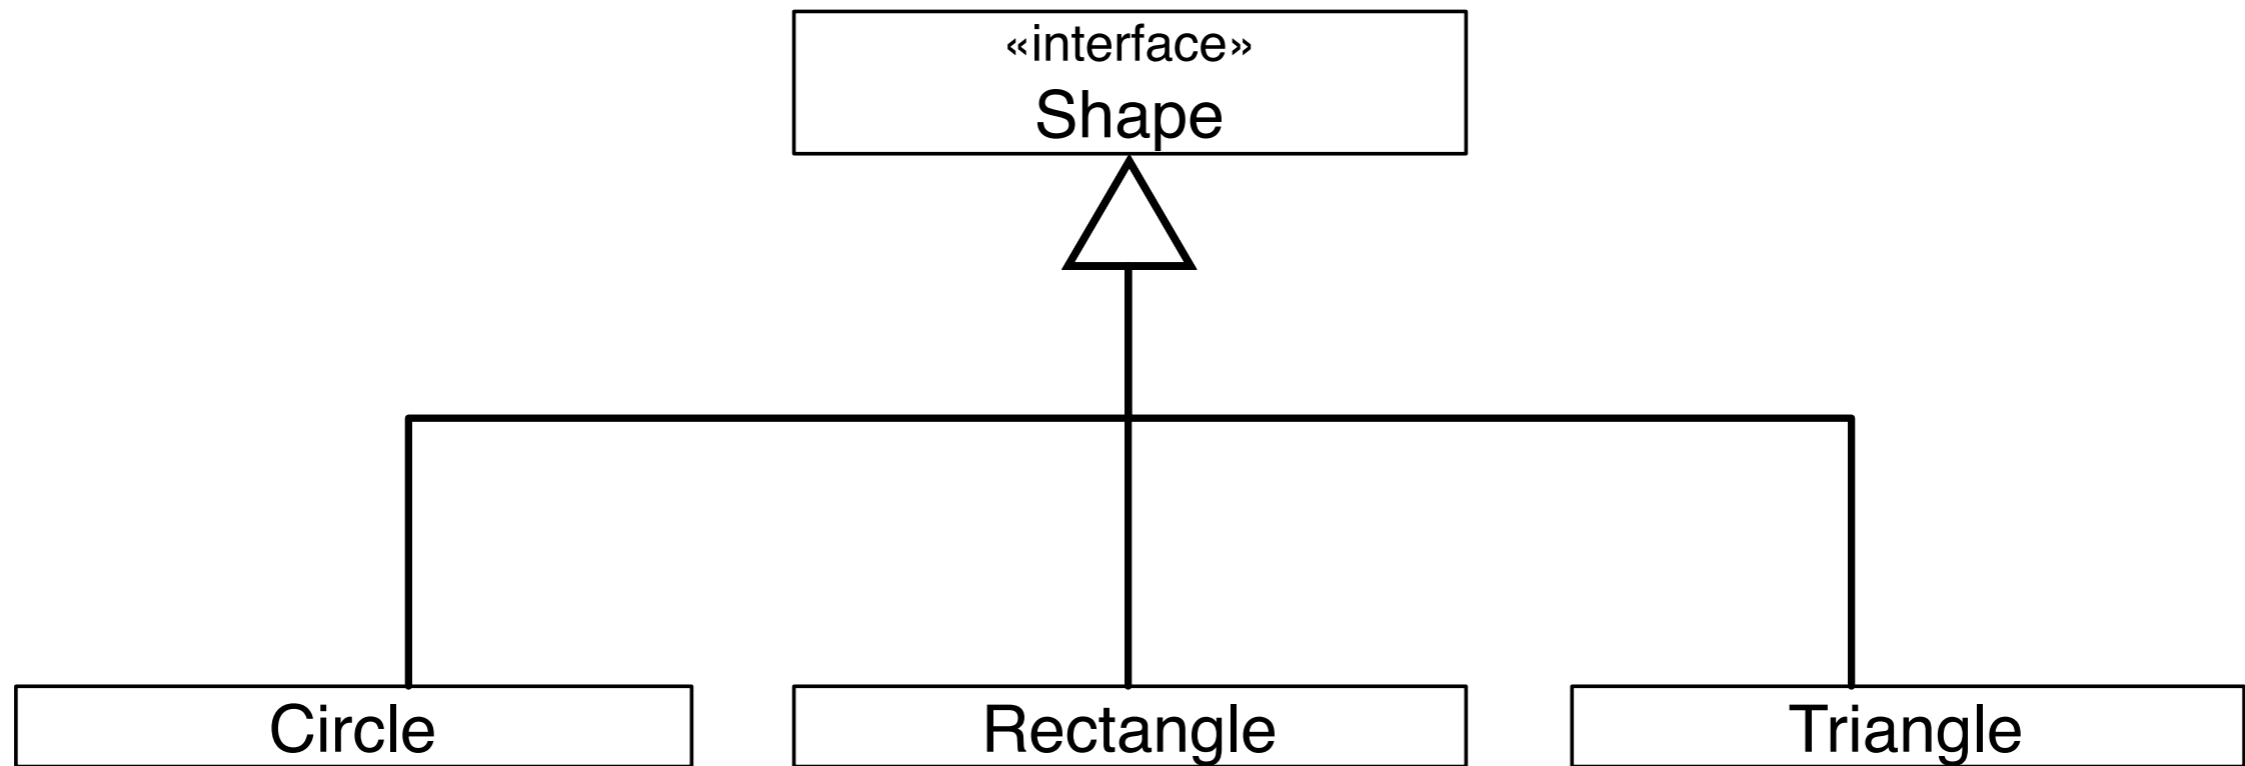 «interface»
Shape
Circle
Rectangle
Triangle